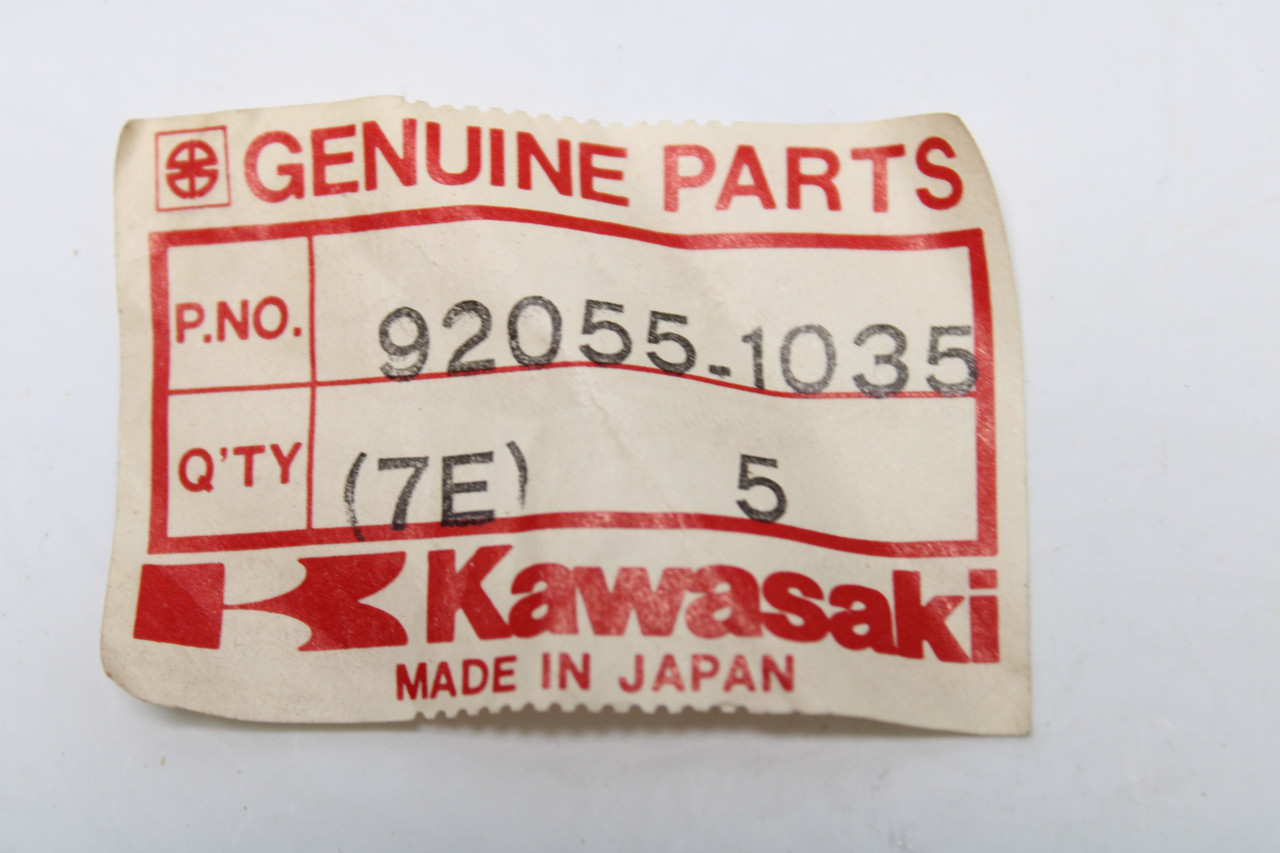 GENUINE PARTS
P.NO. 92055-1035
Q'TY (7E) 5
Kawasaki
MADE IN JAPAN